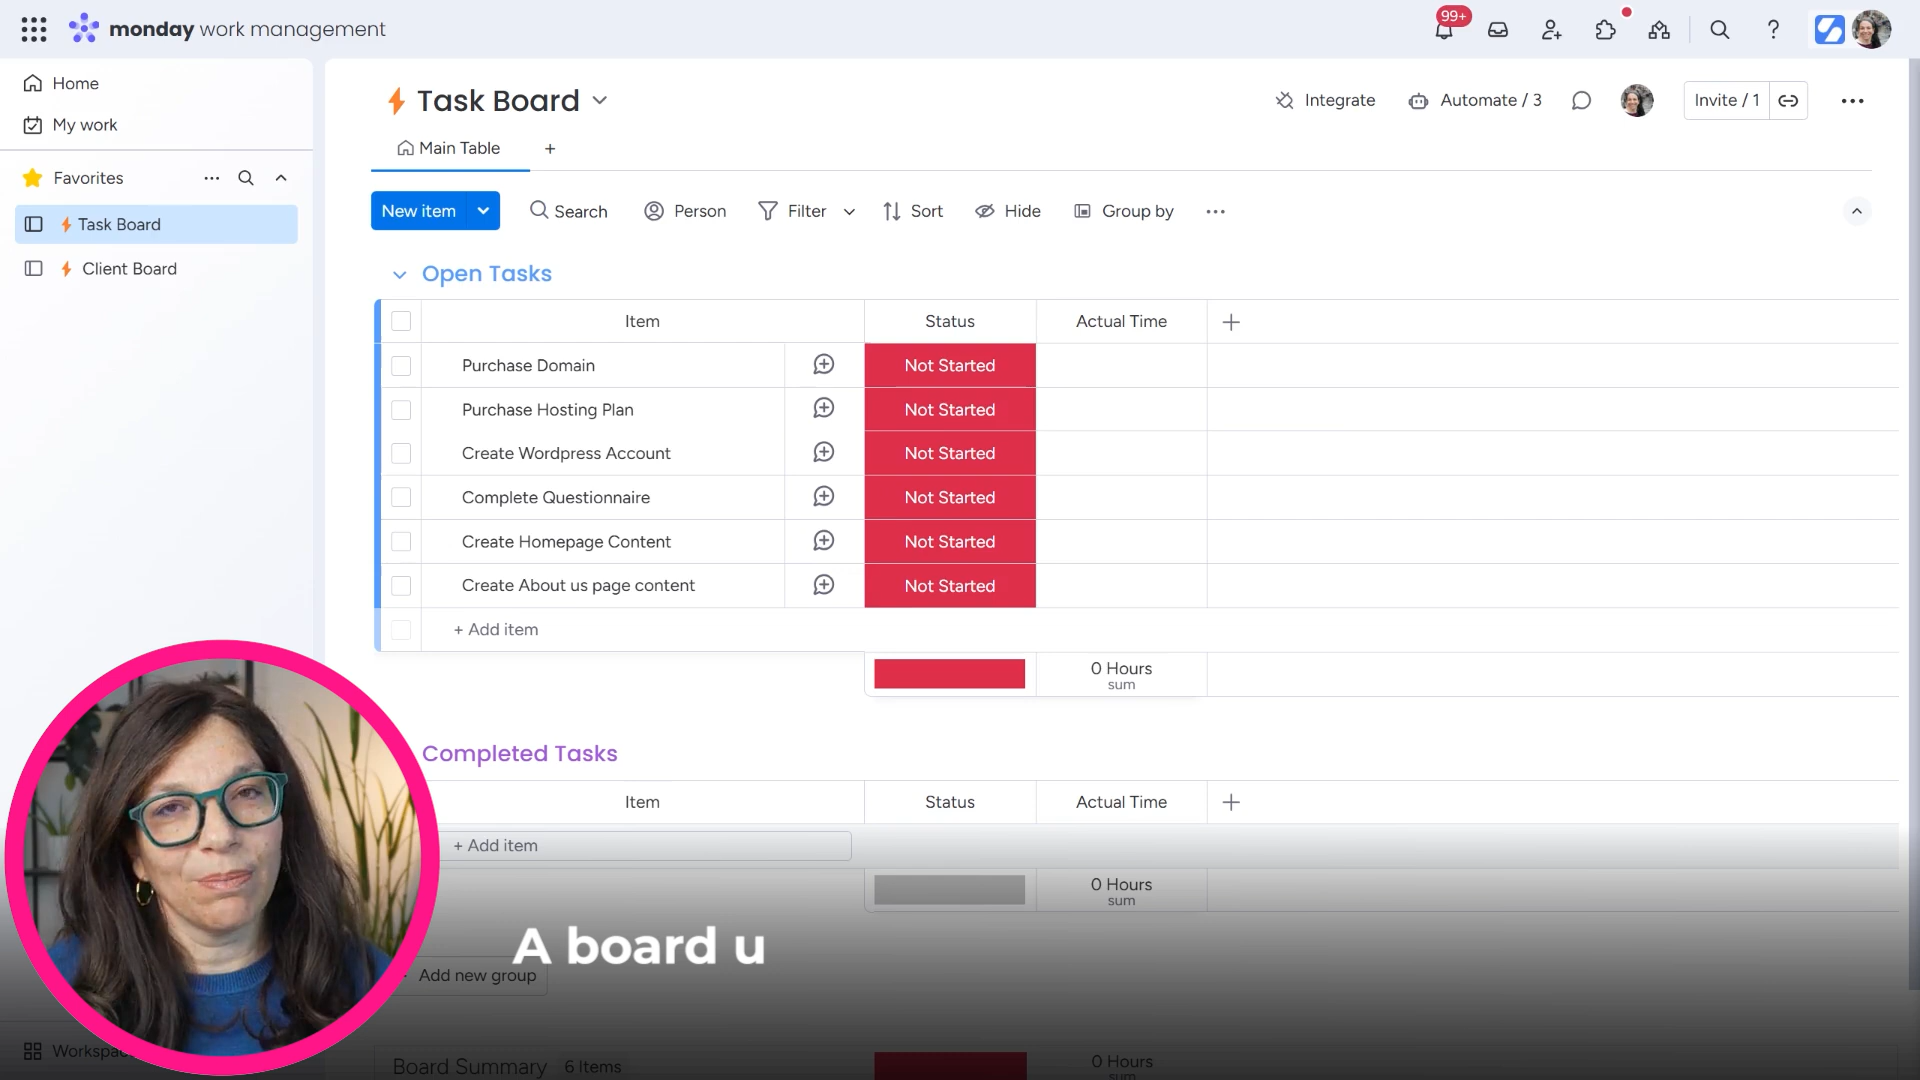 monday work management
99+
Home
My work
Favorites
Task Board
Client Board
Task Board
Integrate
Automate / 3
Invite / 1
Main Table
New item
Search
Person
Filter
Sort
Hide
Group by
Open Tasks
Item Status Actual Time
Purchase Domain Not Started
Purchase Hosting Plan Not Started
Create Wordpress Account Not Started
Complete Questionnaire Not Started
Create Homepage Content Not Started
Create About us page content Not Started
+ Add item
0 Hours
sum
Completed Tasks
Item Status Actual Time
+ Add item
0 Hours
sum
A board u
Add new group
Board Summary 6 Items
0 Hours